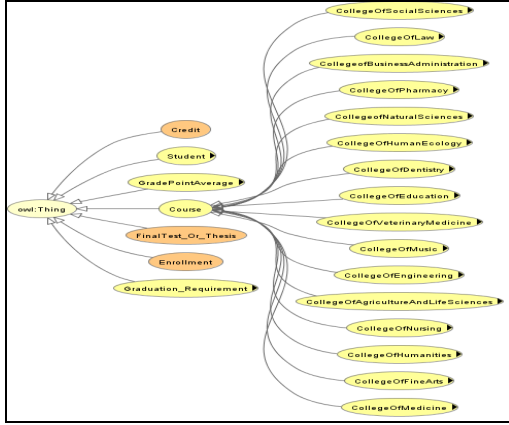 CollegeOfSocialSciences
CollegeOfLaw
CollegeofBusinessAdministration
CollegeOfPharmacy
CollegeofNaturalSciences
CollegeOfHumanEcology
CollegeOfDentistry
CollegeOfEducation
CollegeOfVeterinaryMedicine
CollegeOfMusic
CollegeOfEngineering
CollegeOfAgricultureAndLifeSciences
CollegeOfNursing
CollegeOfHumanities
CollegeOfFineArts
CollegeOfMedicine
Credit
Student
GradePointAverage
Course
FinalTest_Or_Thesis
Enrollment
Graduation_Requirement
owl:Thing